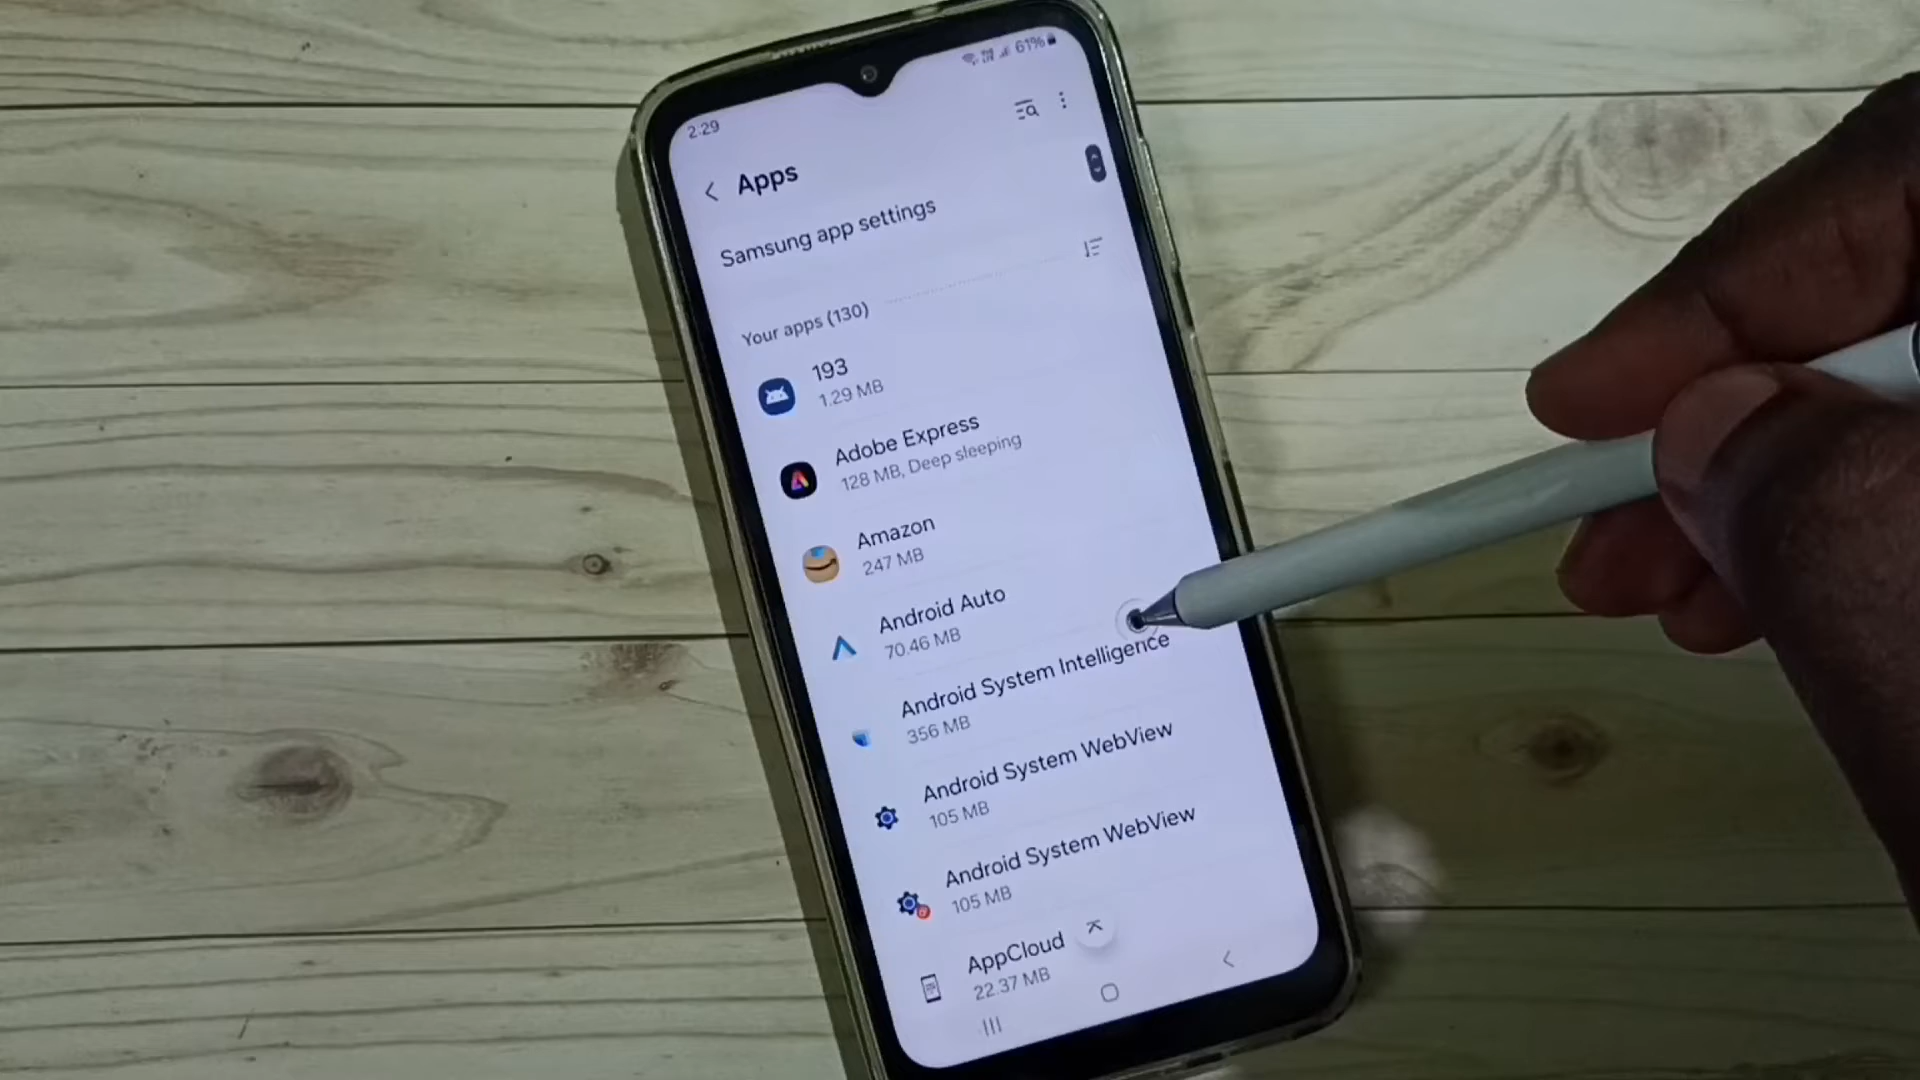 2:29
61%
Apps
Samsung app settings
Your apps (130)
193
1.29 MB
Adobe Express
128 MB, Deep sleeping
Amazon
247 MB
Android Auto
70.46 MB
Android System Intelligence
356 MB
Android System WebView
105 MB
Android System WebView
105 MB
AppCloud
22.37 MB